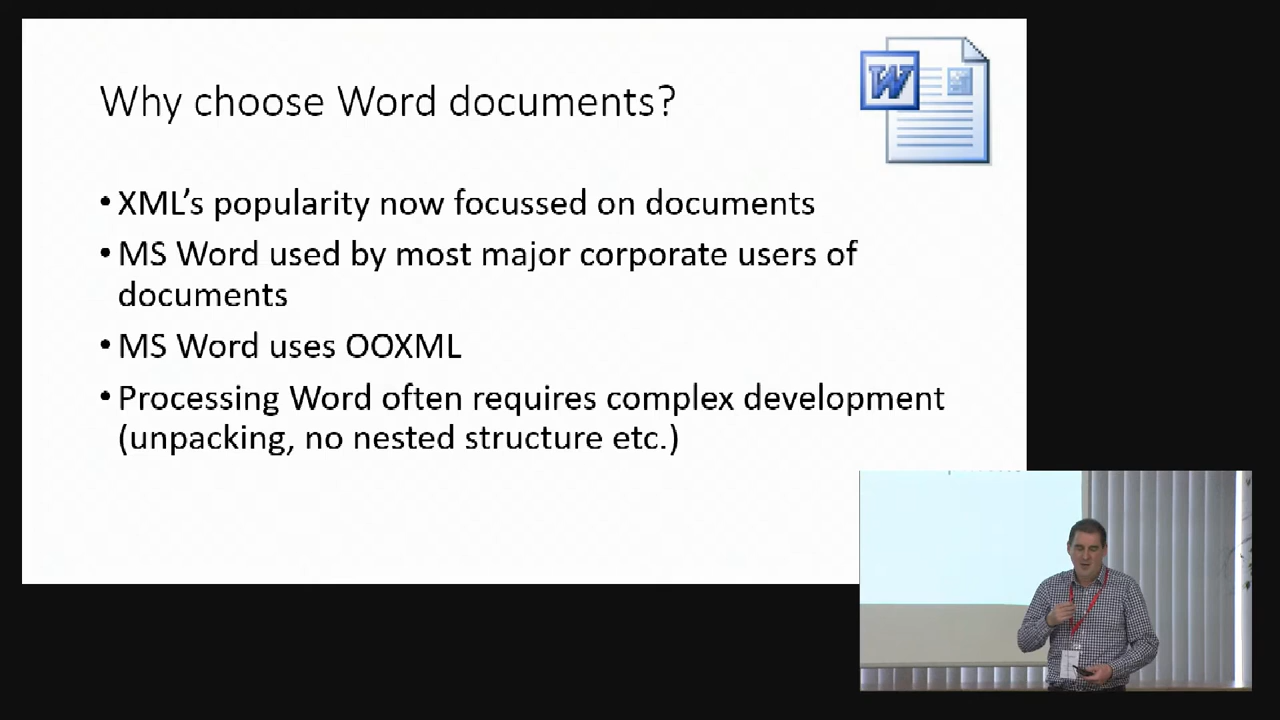 Why choose Word documents?
W
• XML’s popularity now focussed on documents
• MS Word used by most major corporate users of
documents
• MS Word uses OOXML
• Processing Word often requires complex development
(unpacking, no nested structure etc.)